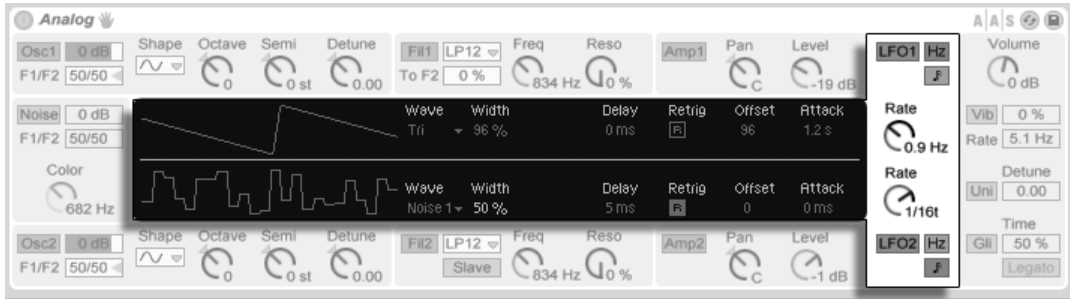 Analog
A|A|S
Osc1 0 dB Shape Octave Semi Detune Fil1 LP12 Freq Reso Amp1 Pan Level LFO1 Hz Volume
F1/F2 50/50 0 0 st 0.00 To F2 0 % 834 Hz 0 % C -19 dB 0 dB
Noise 0 dB Wave Width Delay Retrig Offset Attack Rate Vib 0 %
F1/F2 50/50 Tri 96 % 0 ms R 96 1.2 s 0.9 Hz Rate 5.1 Hz
Color Rate Detune
682 Hz Wave Width Delay Retrig Offset Attack 1/16t Uni 0.00
Noise 1 50 % 5 ms R 0 0 ms
Time
Osc2 0 dB Shape Octave Semi Detune Fil2 LP12 Freq Reso Amp2 Pan Level LFO2 Hz Gli 50 %
F1/F2 50/50 0 0 st 0.00 Slave 834 Hz 0 % C -1 dB Legato